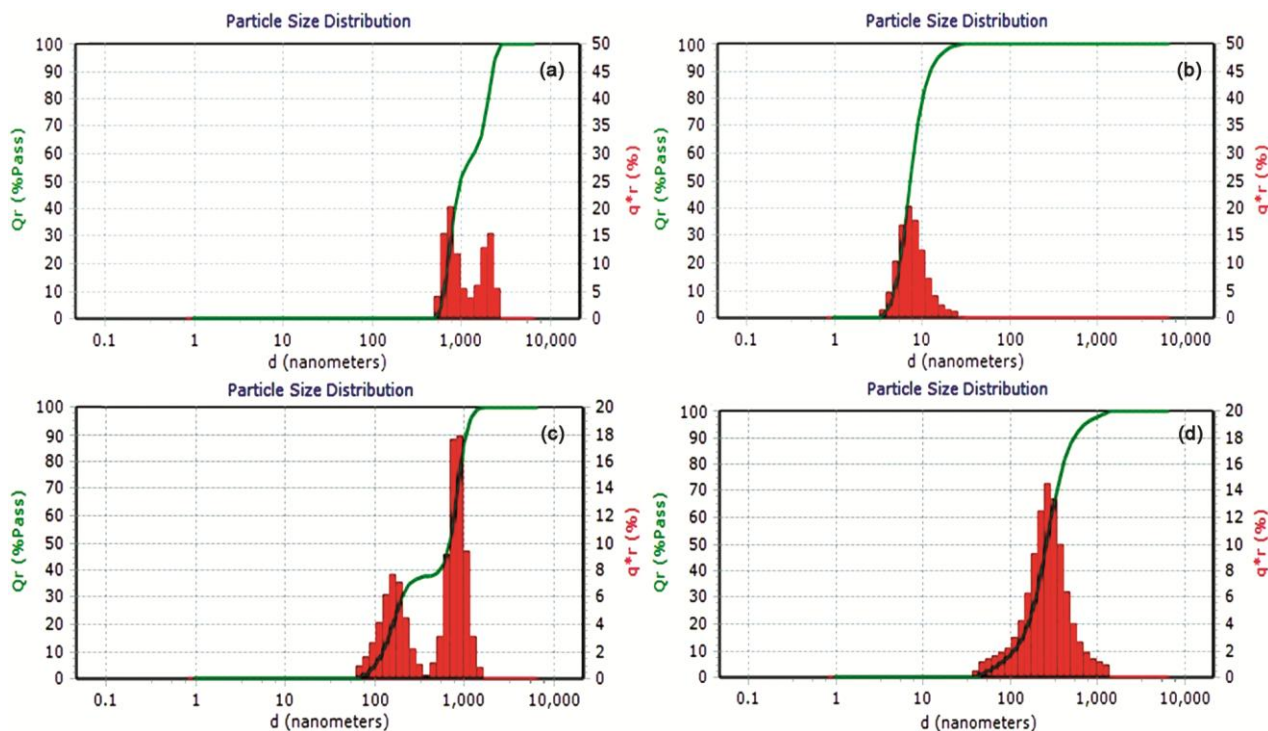 Particle Size Distribution
100 50
90 45
80 40
70 35
60 30
50 25
40 20
30 15
20 10
10 5
0 0
0.1 1 10 100 1,000 10,000
d (nanometers)
Qr (%Pass)
q*r (%)
(a)
Particle Size Distribution
100 50
90 45
80 40
70 35
60 30
50 25
40 20
30 15
20 10
10 5
0 0
0.1 1 10 100 1,000 10,000
d (nanometers)
Qr (%Pass)
q*r (%)
(b)
Particle Size Distribution
100 20
90 18
80 16
70 14
60 12
50 10
40 8
30 6
20 4
10 2
0 0
0.1 1 10 100 1,000 10,000
d (nanometers)
Qr (%Pass)
q*r (%)
(c)
Particle Size Distribution
100 20
90 18
80 16
70 14
60 12
50 10
40 8
30 6
20 4
10 2
0 0
0.1 1 10 100 1,000 10,000
d (nanometers)
Qr (%Pass)
q*r (%)
(d)